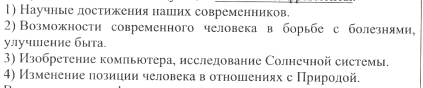 1) Научные достижения наших современников.
2) Возможности современного человека в борьбе с болезнями,
улучшение быта.
3) Изобретение компьютера, исследование Солнечной системы.
4) Изменение позиции человека в отношениях с Природой.